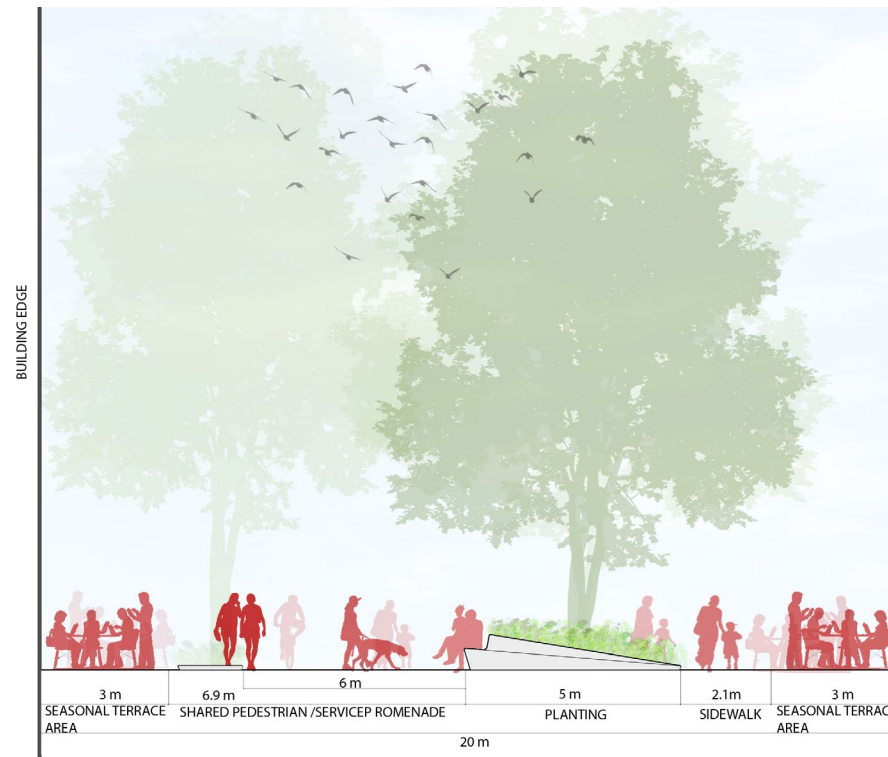 BUILDING EDGE
6 m
3 m
6.9 m
5 m
2.1m
3 m
SEASONAL TERRACE
AREA
SHARED PEDESTRIAN /SERVICEP ROMENADE
PLANTING
SIDEWALK
SEASONAL TERRAC
AREA
20 m